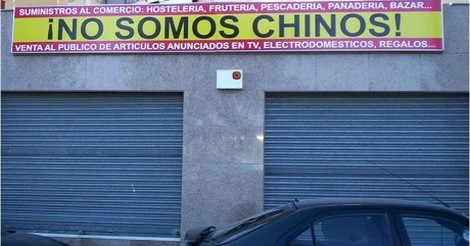 SUMINISTROS AL COMERCIO: HOSTELERIA, FRUTERIA, PESCADERIA, PANADERIA, BAZAR...
¡NO SOMOS CHINOS!
VENTA AL PUBLICO DE ARTICULOS ANUNCIADOS EN TV, ELECTRODOMESTICOS, REGALOS...